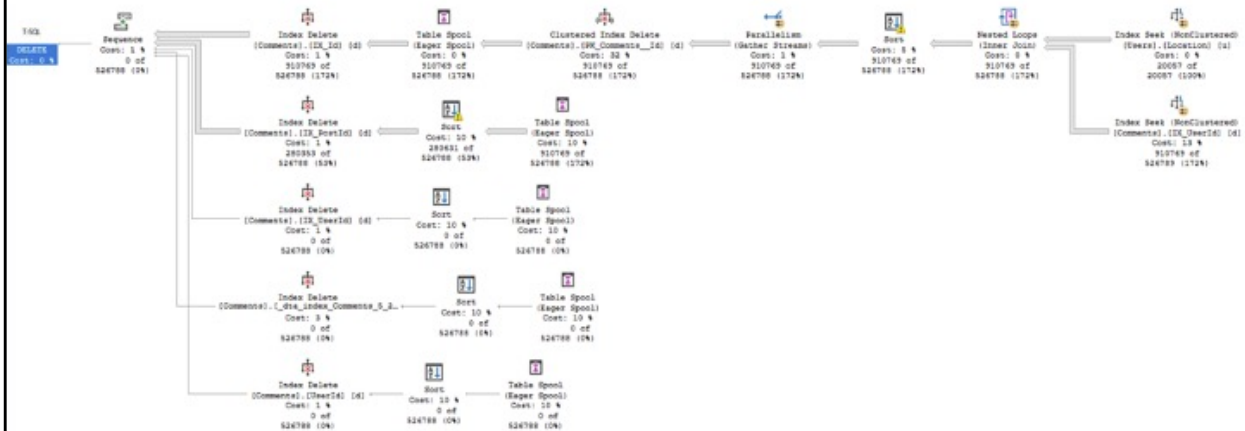 T-SQL
DELETE
Cost: 0 %
Sequence
Cost: 1 %
0 of
526788 (0%)
Index Delete
[Comments].[IX_Id] [d]
Cost: 1 %
910769 of
526788 (172%)
Table Spool
(Eager Spool)
Cost: 0 %
910769 of
526788 (172%)
Clustered Index Delete
[Comments].[PK_Comments__Id] [d]
Cost: 32 %
910769 of
526788 (172%)
Parallelism
(Gather Streams)
Cost: 1 %
910769 of
526788 (172%)
Sort
Cost: 5 %
910769 of
526788 (172%)
Nested Loops
(Inner Join)
Cost: 0 %
910769 of
526788 (172%)
Index Seek (NonClustered)
[Users].[Location] [u]
Cost: 0 %
20057 of
20057 (100%)
Index Seek (NonClustered)
[Comments].[IX_UserId] [d]
Cost: 13 %
910769 of
526789 (172%)
Index Delete
[Comments].[IX_PostId] [d]
Cost: 1 %
280353 of
526788 (53%)
Sort
Cost: 10 %
280631 of
526788 (53%)
Table Spool
(Eager Spool)
Cost: 10 %
910769 of
526788 (172%)
Index Delete
[Comments].[IX_UserId] [d]
Cost: 1 %
0 of
526788 (0%)
Sort
Cost: 10 %
0 of
526788 (0%)
Table Spool
(Eager Spool)
Cost: 10 %
0 of
526788 (0%)
Index Delete
[Comments].[_dta_index_Comments_5_2…
Cost: 3 %
0 of
526788 (0%)
Sort
Cost: 10 %
0 of
526788 (0%)
Table Spool
(Eager Spool)
Cost: 10 %
0 of
526788 (0%)
Index Delete
[Comments].[UserId] [d]
Cost: 1 %
0 of
526788 (0%)
Sort
Cost: 10 %
0 of
526788 (0%)
Table Spool
(Eager Spool)
Cost: 10 %
0 of
526788 (0%)